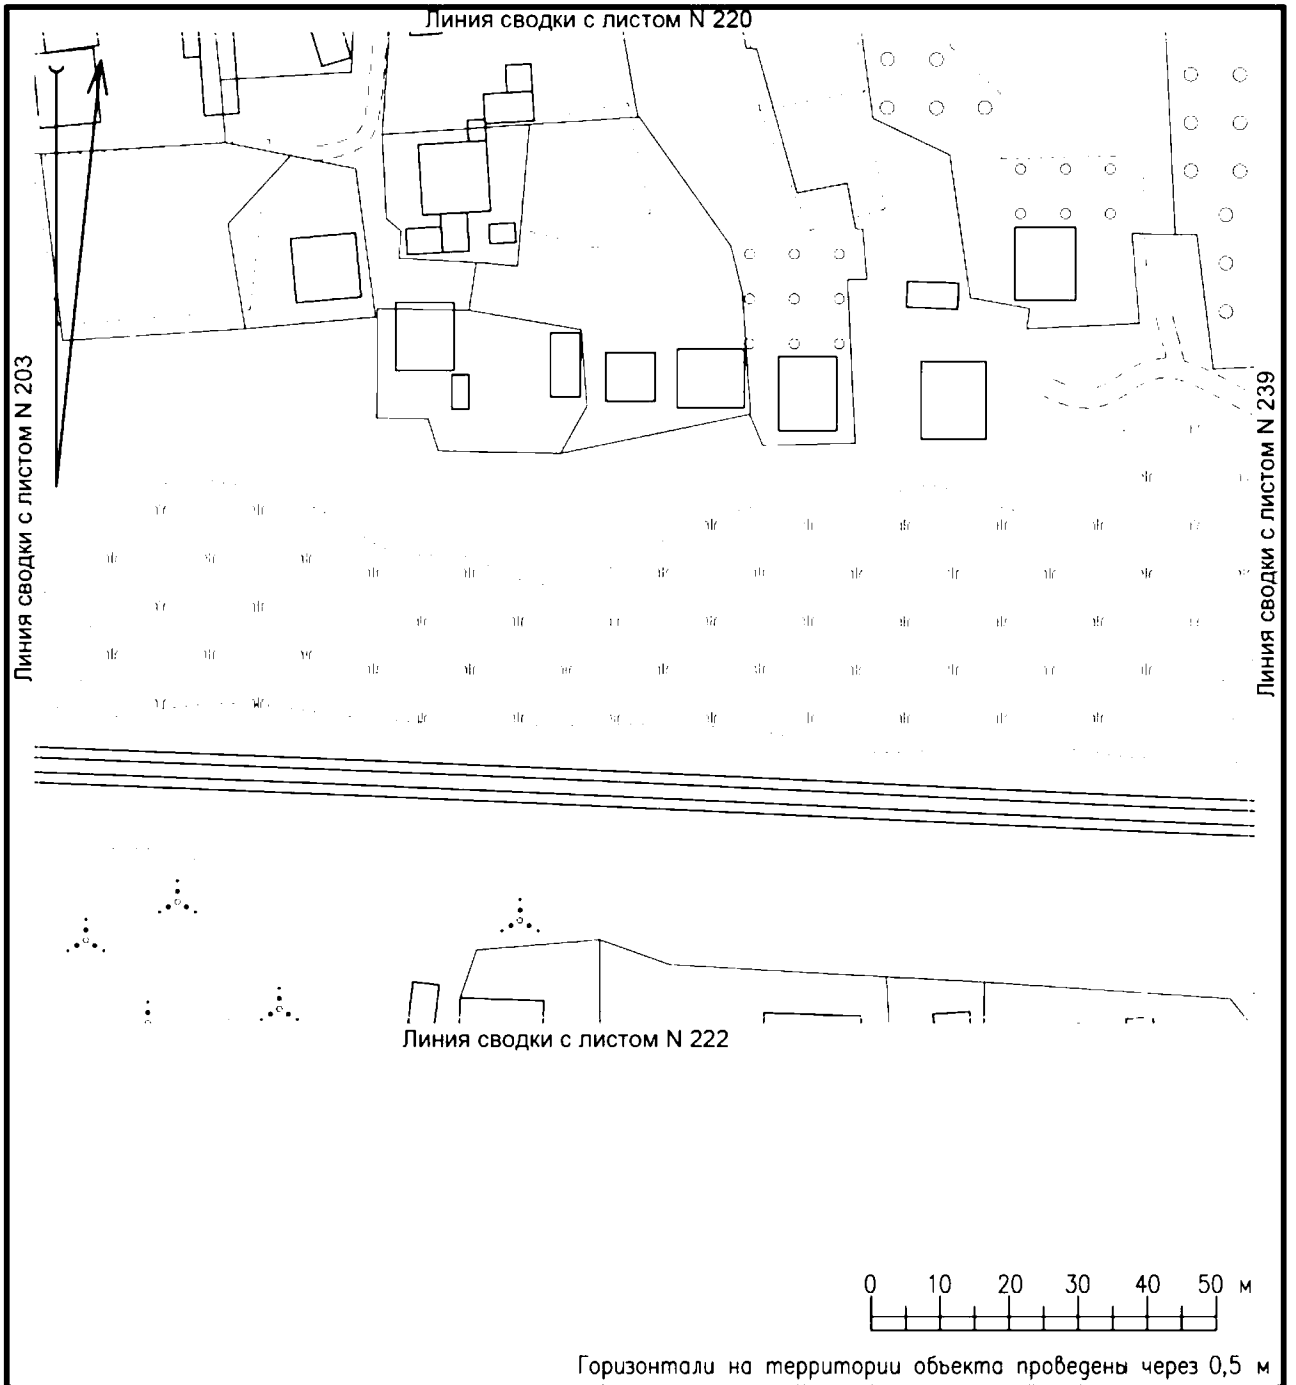 Линия сводки с листом N 220
Линия сводки с листом N 203
Линия сводки с листом N 239
Линия сводки с листом N 222
0 10 20 30 40 50 м
Горизонтали на территории объекта проведены через 0,5 м